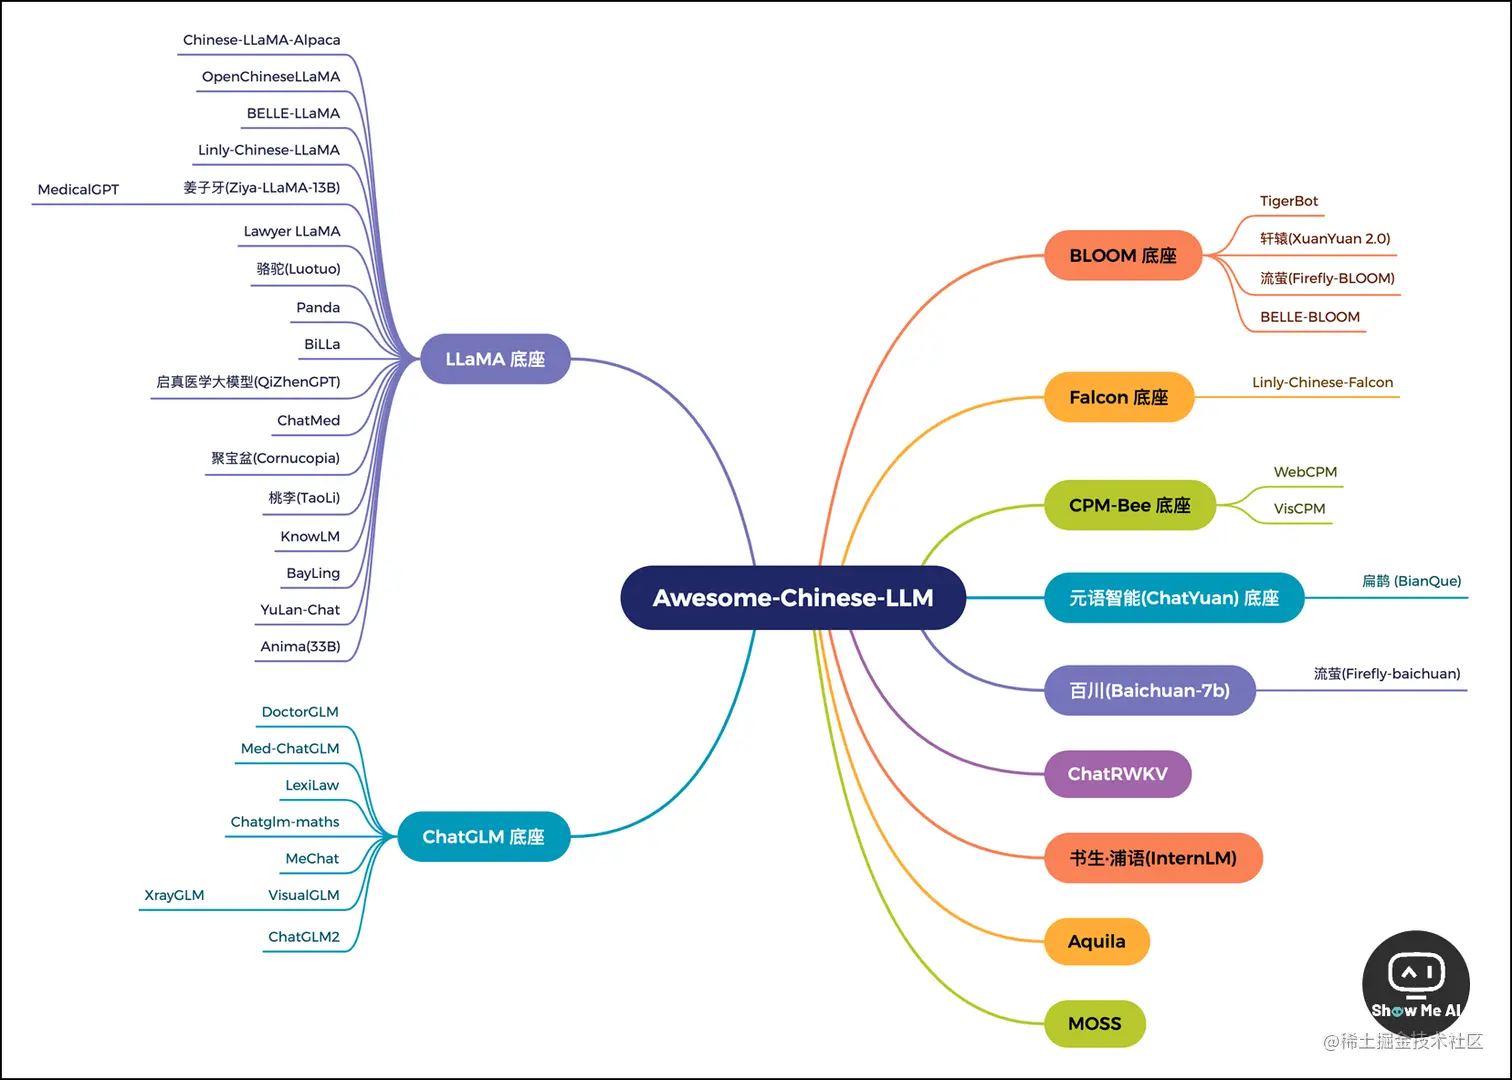 Awesome-Chinese-LLM
LLaMA 底座
Chinese-LLaMA-Alpaca
OpenChineseLLaMA
BELLE-LLaMA
Linly-Chinese-LLaMA
姜子牙(Ziya-LLaMA-13B)
MedicalGPT
Lawyer LLaMA
骆驼(Luotuo)
Panda
BiLLa
启真医学大模型(QiZhenGPT)
ChatMed
聚宝盆(Cornucopia)
桃李(TaoLi)
KnowLM
BayLing
YuLan-Chat
Anima(33B)
ChatGLM 底座
DoctorGLM
Med-ChatGLM
LexiLaw
Chatglm-maths
MeChat
VisualGLM
XrayGLM
ChatGLM2
BLOOM 底座
TigerBot
轩辕(XuanYuan 2.0)
流萤(Firefly-BLOOM)
BELLE-BLOOM
Falcon 底座
Linly-Chinese-Falcon
CPM-Bee 底座
WebCPM
VisCPM
元语智能(ChatYuan) 底座
扁鹊 (BianQue)
百川(Baichuan-7b)
流萤(Firefly-baichuan)
ChatRWKV
书生·浦语(InternLM)
Aquila
MOSS
AI
Show Me AI
@稀土掘金技术社区